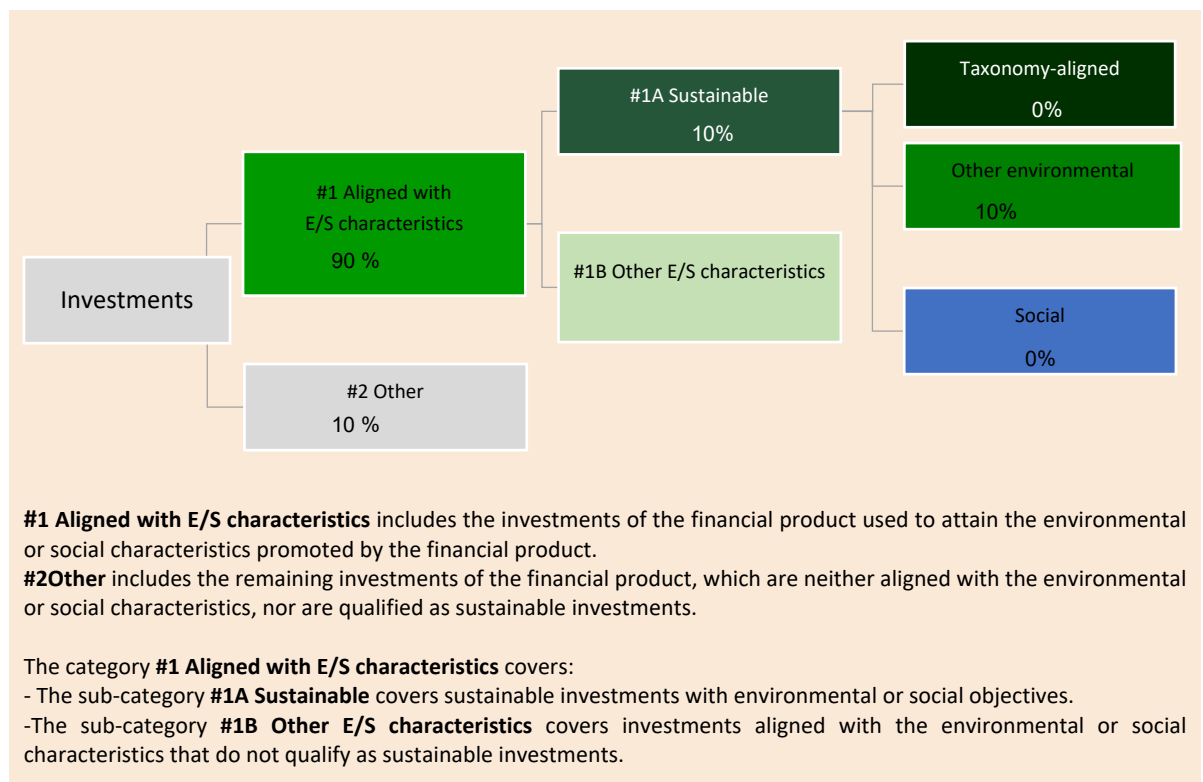 Investments
#1 Aligned with
E/S characteristics
90 %
#2 Other
10 %
#1A Sustainable
10%
#1B Other E/S characteristics
Taxonomy-aligned
0%
Other environmental
10%
Social
0%
#1 Aligned with E/S characteristics includes the investments of the financial product used to attain the environmental
or social characteristics promoted by the financial product.
#2Other includes the remaining investments of the financial product, which are neither aligned with the environmental
or social characteristics, nor are qualified as sustainable investments.
The category #1 Aligned with E/S characteristics covers:
- The sub-category #1A Sustainable covers sustainable investments with environmental or social objectives.
-The sub-category #1B Other E/S characteristics covers investments aligned with the environmental or social
characteristics that do not qualify as sustainable investments.